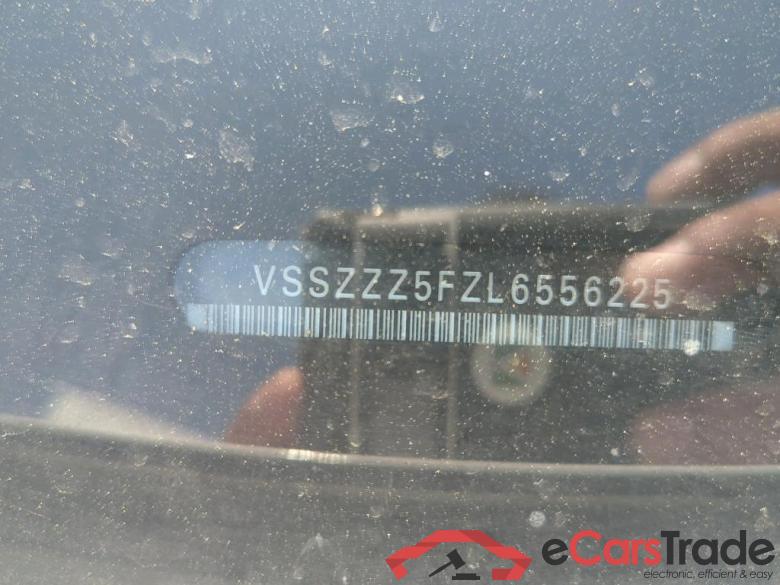 VSSZZZ5FZL6556225
eCarsTrade
electronic, efficient & easy